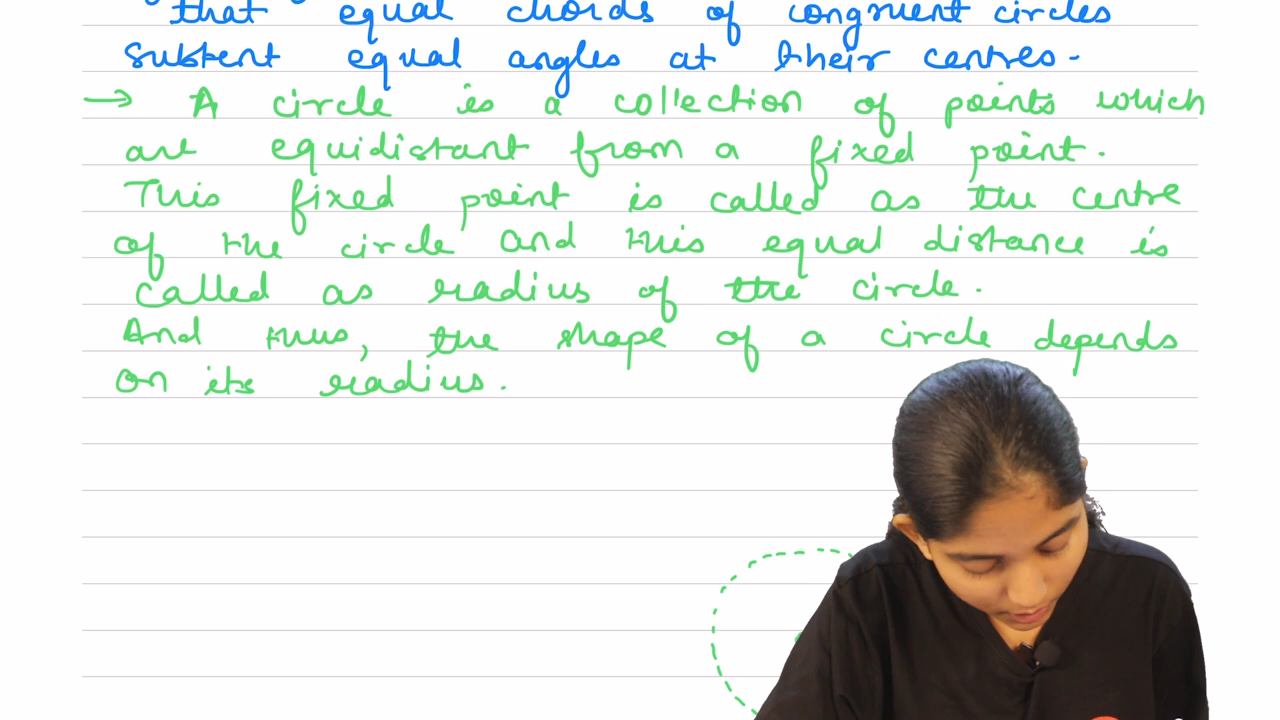 that equal chords of congruent circles
subtent equal angles at their centres.
→ A circle is a collection of points which
are equidistant from a fixed point.
This fixed point is called as the centre
of the circle and this equal distance is
called as radius of the circle.
And thus, the shape of a circle depends
on its radius.